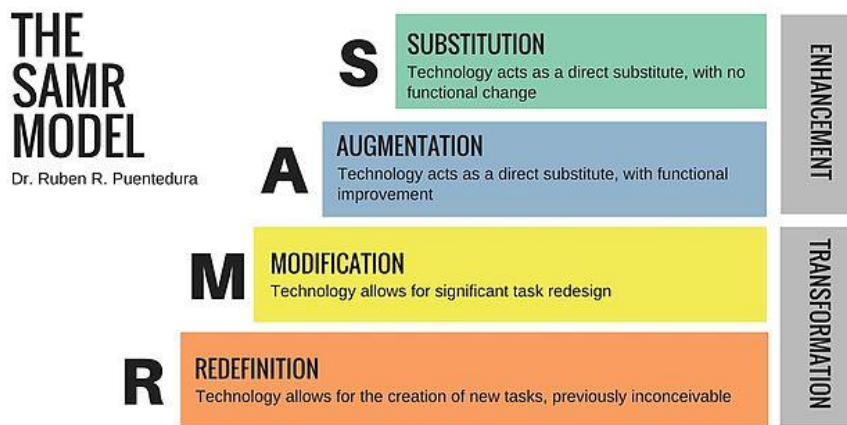 THE
SAMR
MODEL
Dr. Ruben R. Puentedura
S
SUBSTITUTION
Technology acts as a direct substitute, with no
functional change
A
AUGMENTATION
Technology acts as a direct substitute, with functional
improvement
ENHANCEMENT
M
MODIFICATION
Technology allows for significant task redesign
R
REDEFINITION
Technology allows for the creation of new tasks, previously inconceivable
TRANSFORMATION